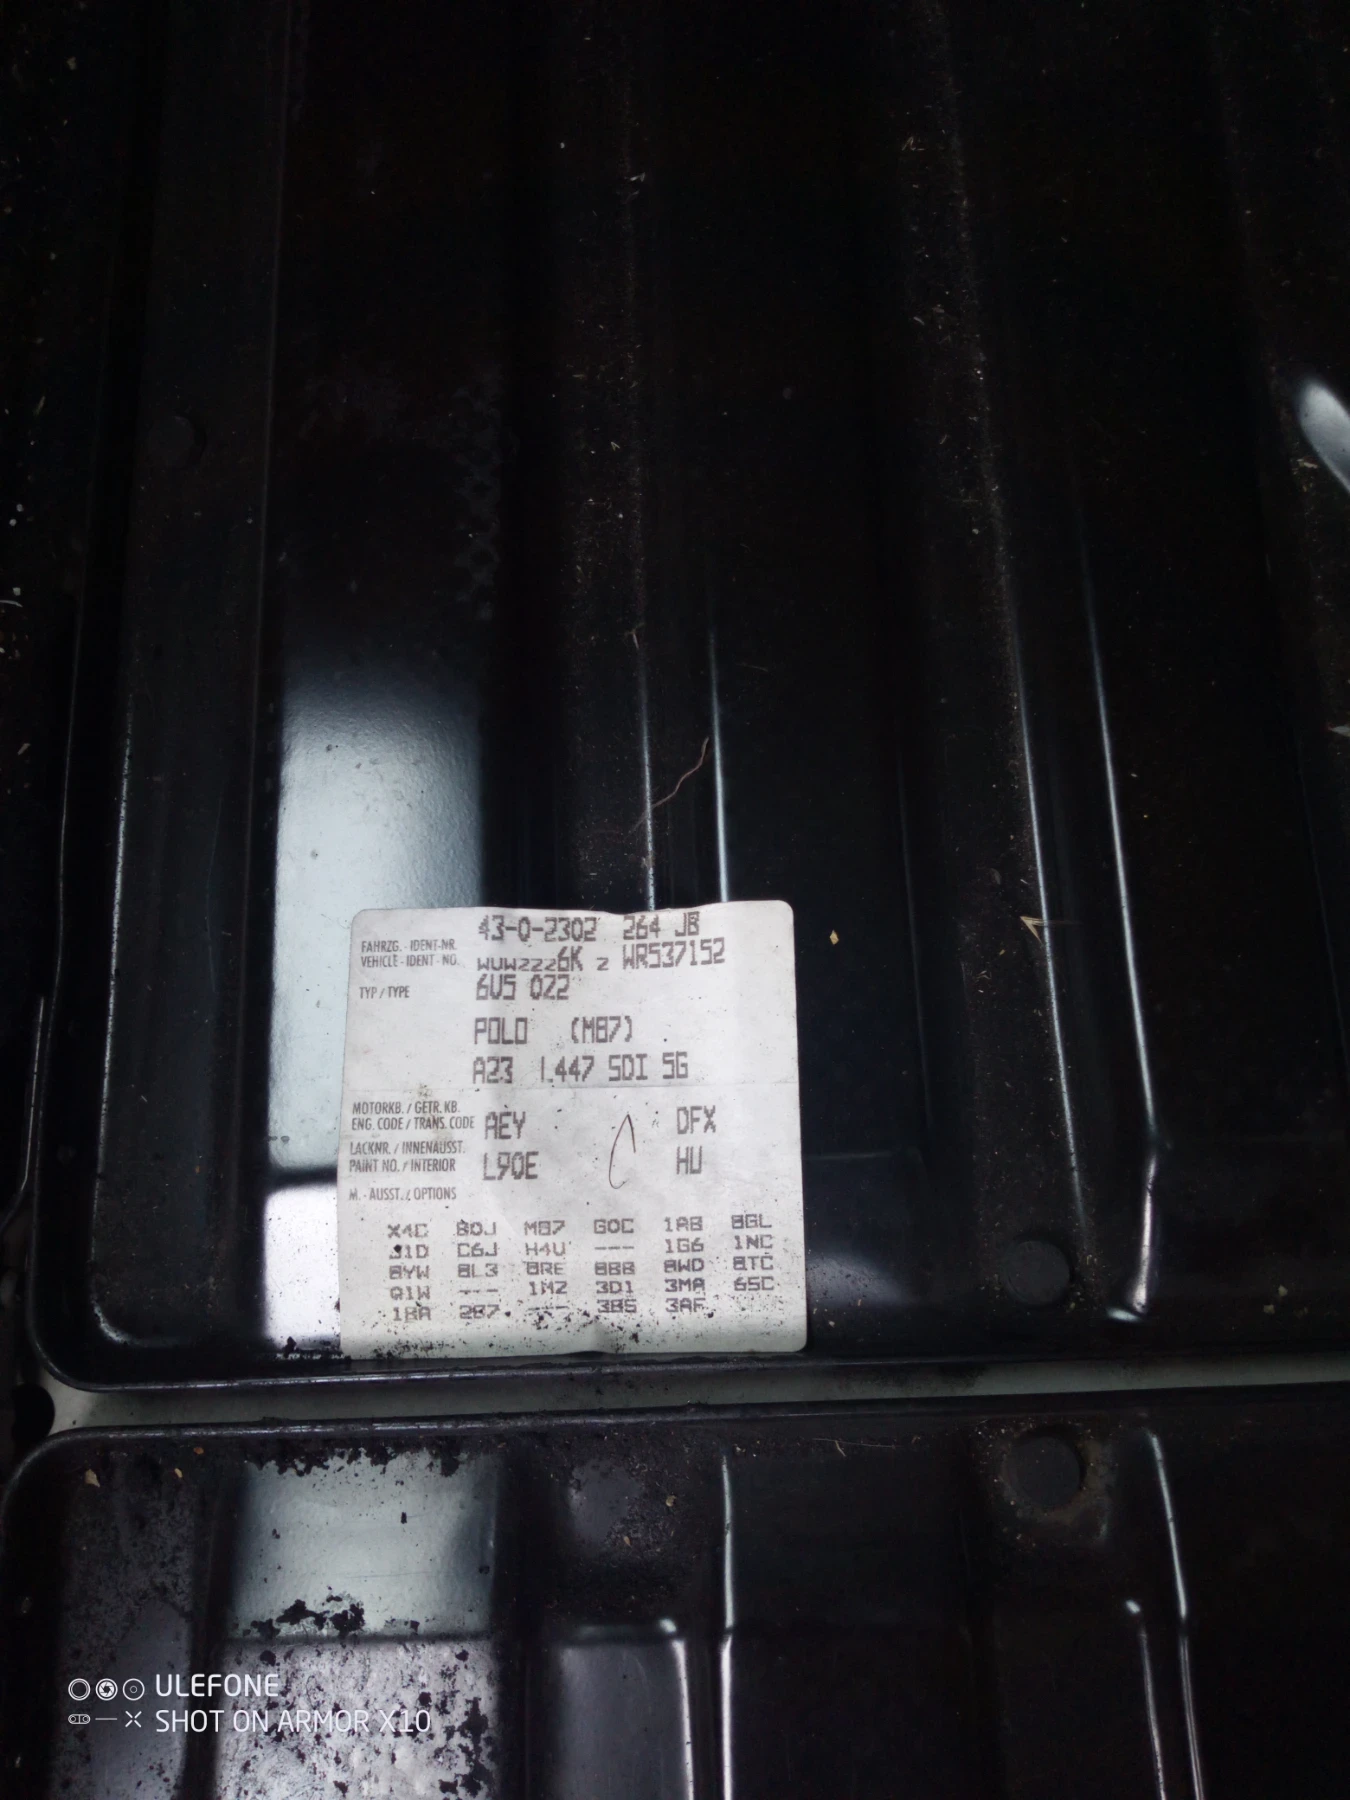 43-0-2302 264 JB
FAHRZG. - IDENT-NR.
VEHICLE - IDENT - NO. WVWZZZ6K Z WR537152
TYP / TYPE 6V5 0Z2
POLO (M87)
A23 1.447 SDI 5G
MOTORKB. / GETR. KB.
ENG. CODE / TRANS. CODE AEY DFX
LACKNR. / INNENAUSST.
PAINT NO. / INTERIOR L90E HU
M. - AUSST. / OPTIONS
X4C B0J M87 G0C 1AB 8GL
J1D C6J H4U --- 1G6 1NC
8YW 8L3 8RE 8BB 8WD 8TC
Q1W --- 1MZ 3D1 3MA 6SC
1BA 2B7 --- 3BS 3AF
ULEFONE
SHOT ON ARMOR X10